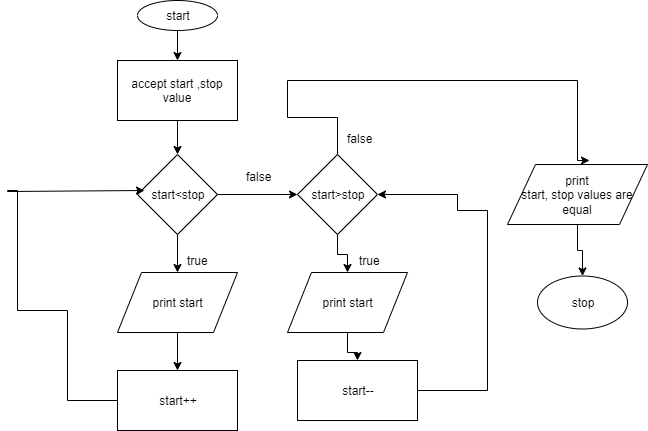 start
accept start ,stop
value
start<stop
false
true
print start
start++
start>stop
false
true
print start
start--
print
start, stop values are
equal
stop